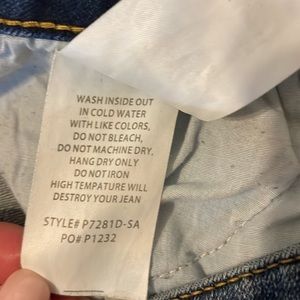 WASH INSIDE OUT
IN COLD WATER
WITH LIKE COLORS,
DO NOT BLEACH,
DO NOT MACHINE DRY,
HANG DRY ONLY
DO NOT IRON
HIGH TEMPATURE WILL
DESTROY YOUR JEAN
STYLE# P7281D-SA
PO# P1232